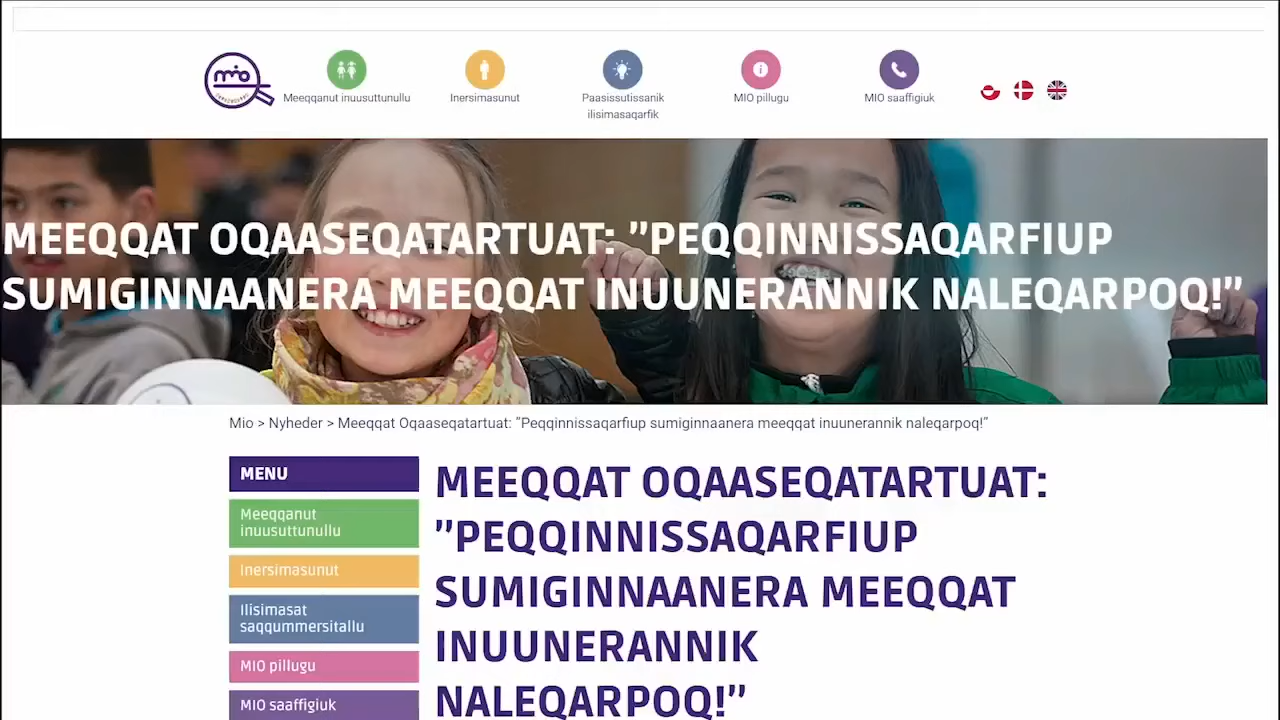 mio
Meeqqanut inuusuttunullu
Inersimasunut
Paasissutissanik
ilisimasaqarfik
MIO pillugu
MIO saaffigiuk
MEEQQAT OQAASEQATARTUAT: ”PEQQINNISSAQARFIUP
SUMIGINNAANERA MEEQQAT INUUNERANNIK NALEQARPOQ!”
Mio > Nyheder > Meeqqat Oqaaseqatartuat: ”Peqqinnissaqarfiup sumiginnaanera meeqqat inuunerannik naleqarpoq!”
MENU
Meeqqanut
inuusuttunullu
Inersimasunut
Ilisimasat
saqqummersitallu
MIO pillugu
MIO saaffigiuk
MEEQQAT OQAASEQATARTUAT:
”PEQQINNISSAQARFIUP
SUMIGINNAANERA MEEQQAT
INUUNERANNIK
NALEQARPOQ!”